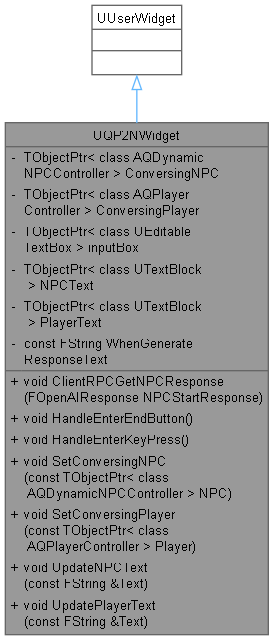 UUserWidget
UQP2NWidget
- TObjectPtr< class AQDynamic
NPCController > ConversingNPC
- TObjectPtr< class AQPlayer
Controller > ConversingPlayer
- TObjectPtr< class UEditable
TextBox > InputBox
- TObjectPtr< class UTextBlock
> NPCText
- TObjectPtr< class UTextBlock
> PlayerText
- const FString WhenGenerate
ResponseText
+ void ClientRPCGetNPCResponse
(FOpenAIResponse NPCStartResponse)
+ void HandleEnterEndButton()
+ void HandleEnterKeyPress()
+ void SetConversingNPC
(const TObjectPtr< class
AQDynamicNPCController > NPC)
+ void SetConversingPlayer
(const TObjectPtr< class
AQPlayerController > Player)
+ void UpdateNPCText
(const FString &Text)
+ void UpdatePlayerText
(const FString &Text)